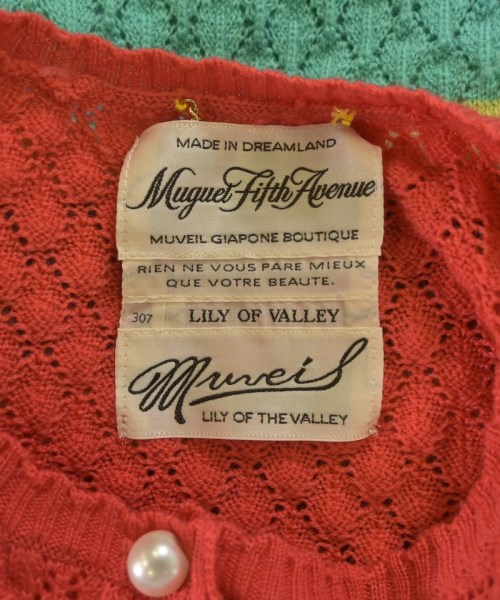 MADE IN DREAMLAND
Muguet Fifth Avenue
MUVEIL GIAPONE BOUTIQUE
RIEN NE VOUS PARE MIEUX
QUE VOTRE BEAUTE.
307 LILY OF VALLEY
Muveil
LILY OF THE VALLEY